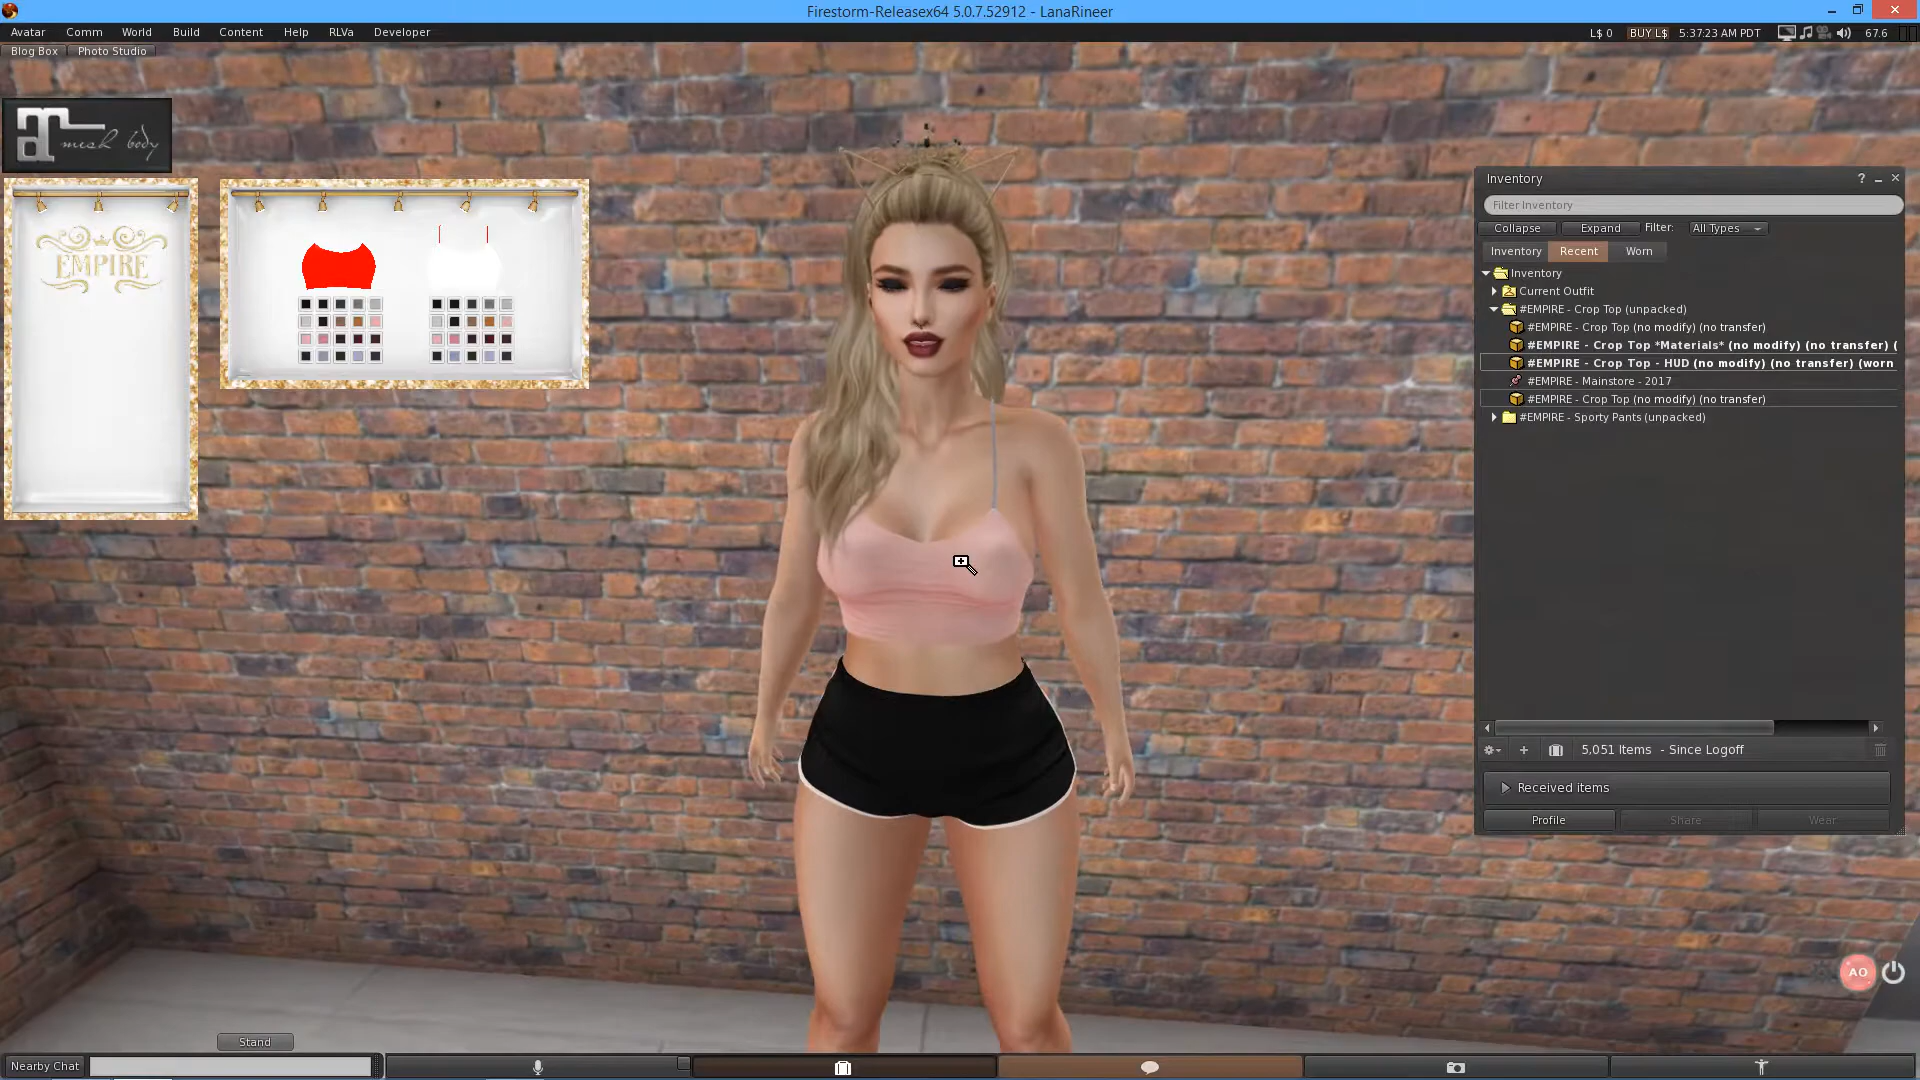 Firestorm-Releasex64 5.0.7.52912 - LanaRineer
Avatar Comm World Build Content Help RLVa Developer
L$ 0 BUY L$ 5:37:23 AM PDT 67.6
Blog Box Photo Studio
mesh body
EMPIRE
Inventory ?
Filter Inventory
Collapse Expand Filter: All Types
Inventory Recent Worn
Inventory
Current Outfit
#EMPIRE - Crop Top (unpacked)
#EMPIRE - Crop Top (no modify) (no transfer)
#EMPIRE - Crop Top *Materials* (no modify) (no transfer) (
#EMPIRE - Crop Top - HUD (no modify) (no transfer) (worn
#EMPIRE - Mainstore - 2017
#EMPIRE - Crop Top (no modify) (no transfer)
#EMPIRE - Sporty Pants (unpacked)
5,051 Items - Since Logoff
Received items
Profile Share Wear
AO
Stand
Nearby Chat